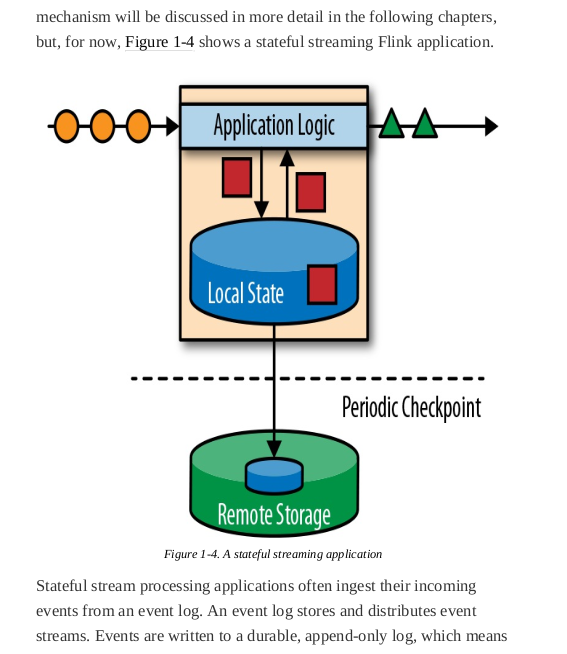 mechanism will be discussed in more detail in the following chapters,
but, for now, Figure 1-4 shows a stateful streaming Flink application.
Application Logic
Local State
Periodic Checkpoint
Remote Storage
Figure 1-4. A stateful streaming application
Stateful stream processing applications often ingest their incoming
events from an event log. An event log stores and distributes event
streams. Events are written to a durable, append-only log, which means